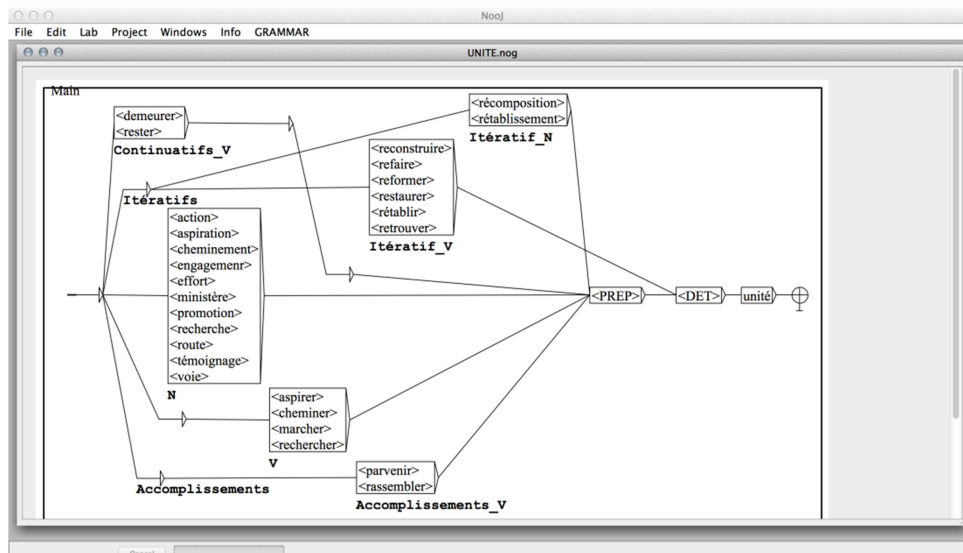 NooJ
File Edit Lab Project Windows Info GRAMMAR
UNITE.nog
Main
<demeurer>
<rester>
Continuatifs_V
<récomposition>
<rétablissement>
Itératif_N
Itératifs
<reconstruire>
<refaire>
<reformer>
<restaurer>
<rétablir>
<retrouver>
Itératif_V
<action>
<aspiration>
<cheminement>
<engagemenr>
<effort>
<ministère>
<promotion>
<recherche>
<route>
<témoignage>
<voie>
N
<PREP> <DET> unité
<aspirer>
<cheminer>
<marcher>
<rechercher>
V
Accomplissements
<parvenir>
<rassembler>
Accomplissements_V